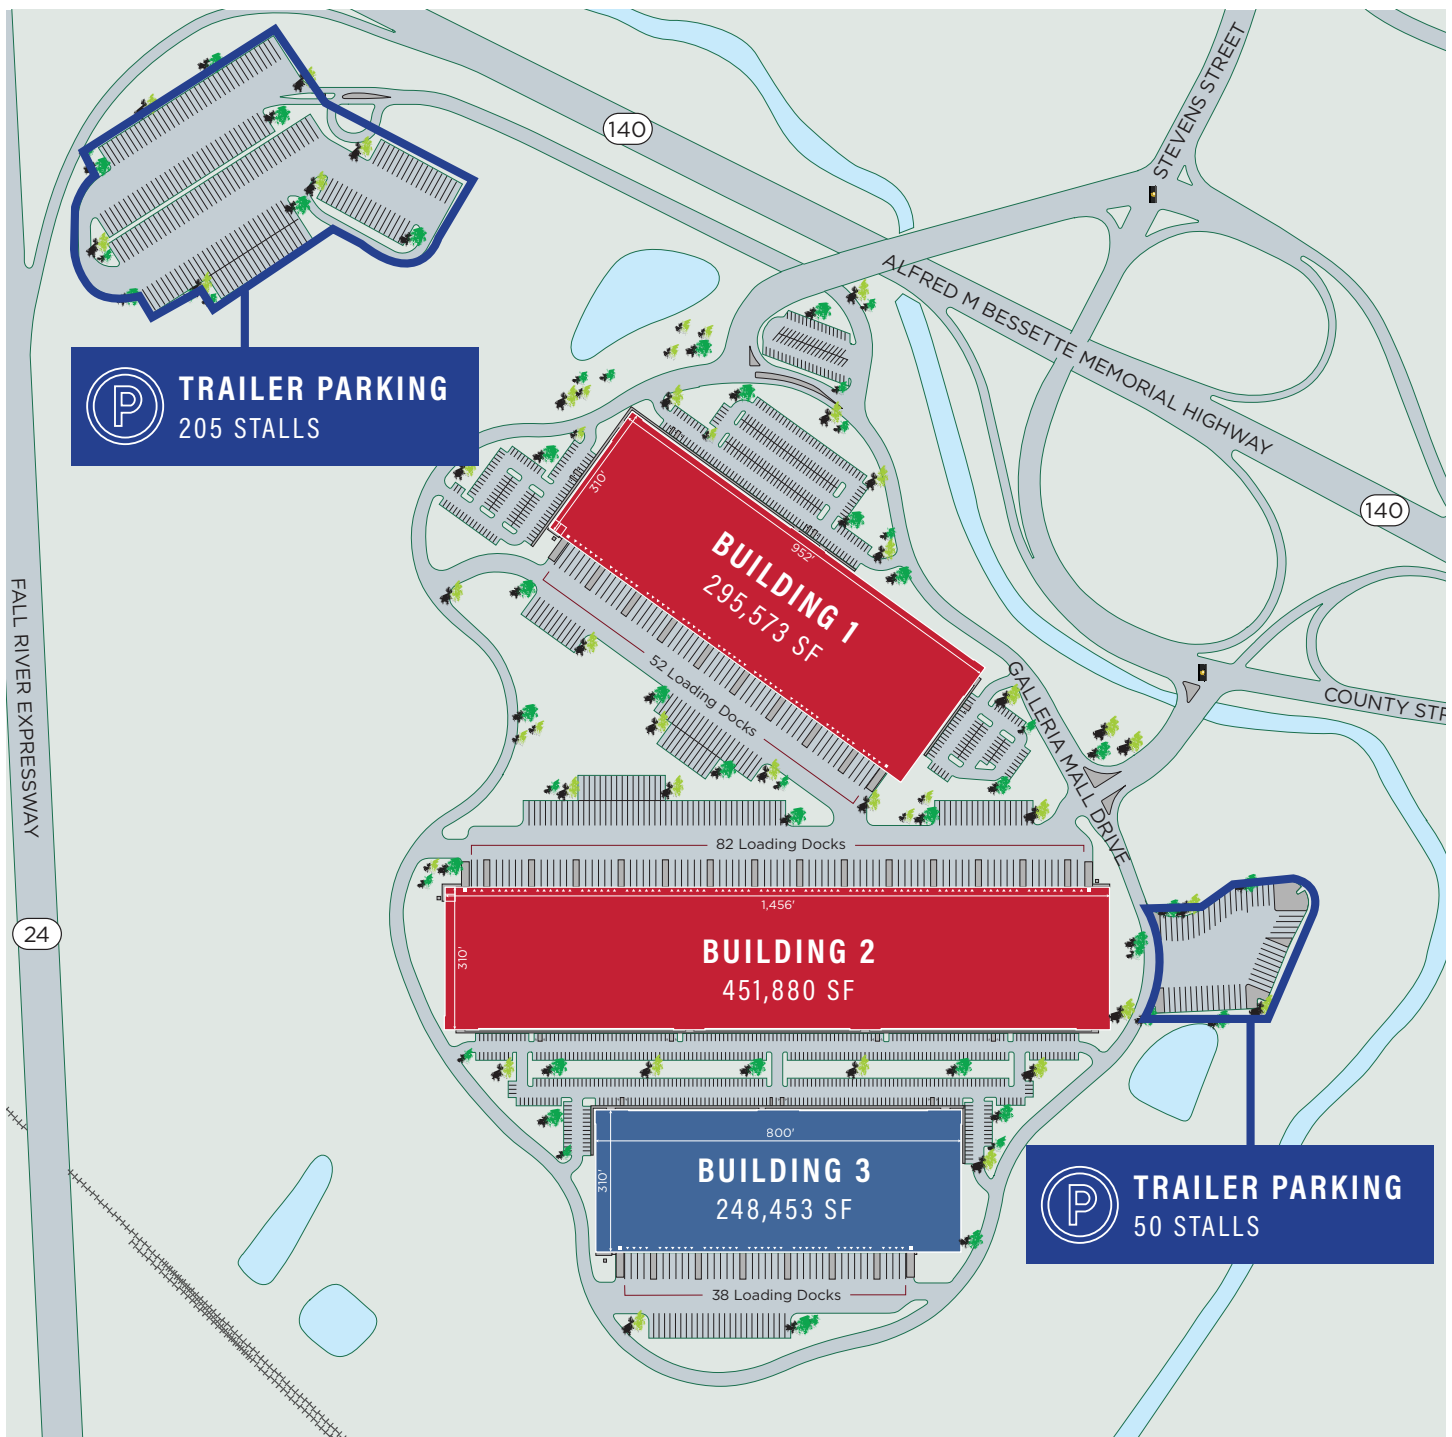 STEVENS STREET
140
ALFRED M BESSETTE MEMORIAL HIGHWAY
TRAILER PARKING
205 STALLS
140
310'
952'
BUILDING 1
295,573 SF
52 Loading Docks
FALL RIVER EXPRESSWAY
GALLERIA MALL DRIVE
COUNTY STR
82 Loading Docks
1,456'
310'
BUILDING 2
451,880 SF
24
800'
310'
BUILDING 3
248,453 SF
38 Loading Docks
TRAILER PARKING
50 STALLS
P
P